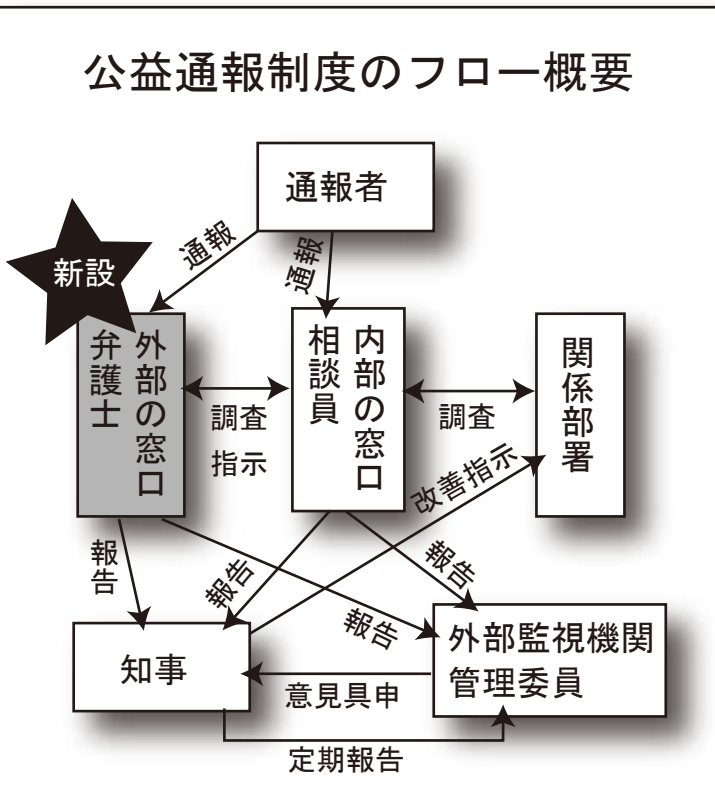 公益通報制度のフロー概要
通報者
新設
通報
通報
外部の窓口
弁護士
内部の窓口
相談員
関係部署
調査
指示
調査
改善指示
報告
報告
報告
報告
知事
外部監視機関
管理委員
意見具申
定期報告